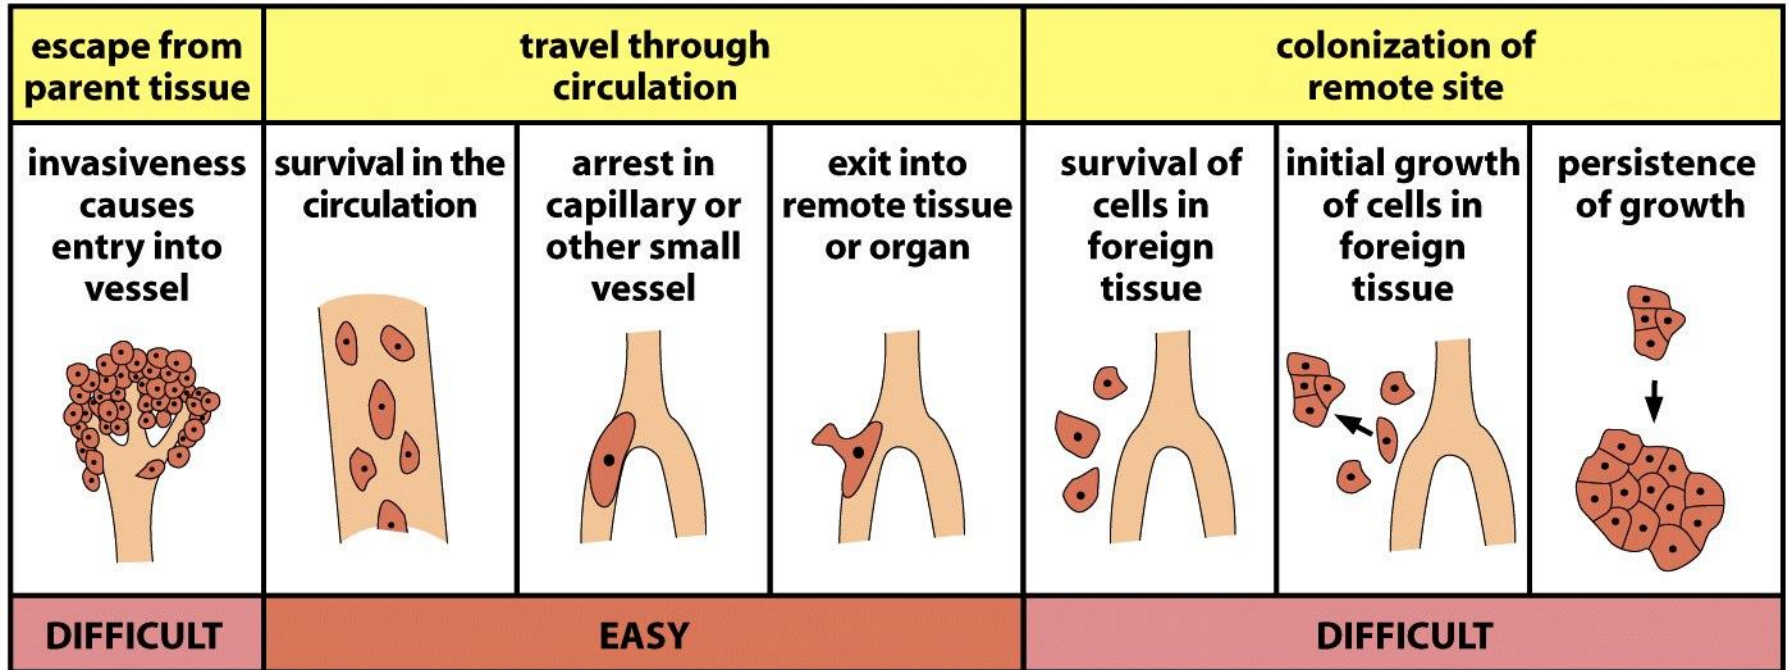 escape from
parent tissue
travel through
circulation
colonization of
remote site
invasiveness
causes
entry into
vessel
survival in the
circulation
arrest in
capillary or
other small
vessel
exit into
remote tissue
or organ
survival of
cells in
foreign
tissue
initial growth
of cells in
foreign
tissue
persistence
of growth
DIFFICULT
EASY
DIFFICULT